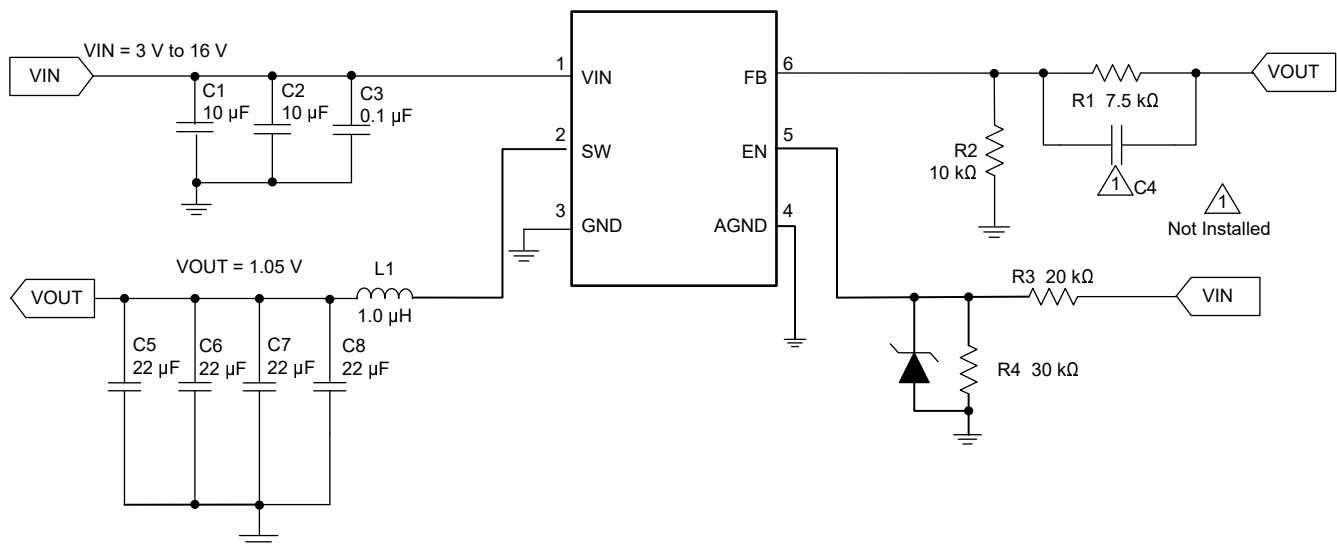 VIN = 3 V to 16 V
VIN
C1
10 µF
C2
10 µF
C3
0.1 µF
1
VIN
2
SW
3
GND
6
FB
5
EN
4
AGND
R2
10 kΩ
R1 7.5 kΩ
VOUT
1
C4
1
Not Installed
VOUT = 1.05 V
VOUT
L1
1.0 µH
C5
22 µF
C6
22 µF
C7
22 µF
C8
22 µF
R3 20 kΩ
VIN
R4 30 kΩ